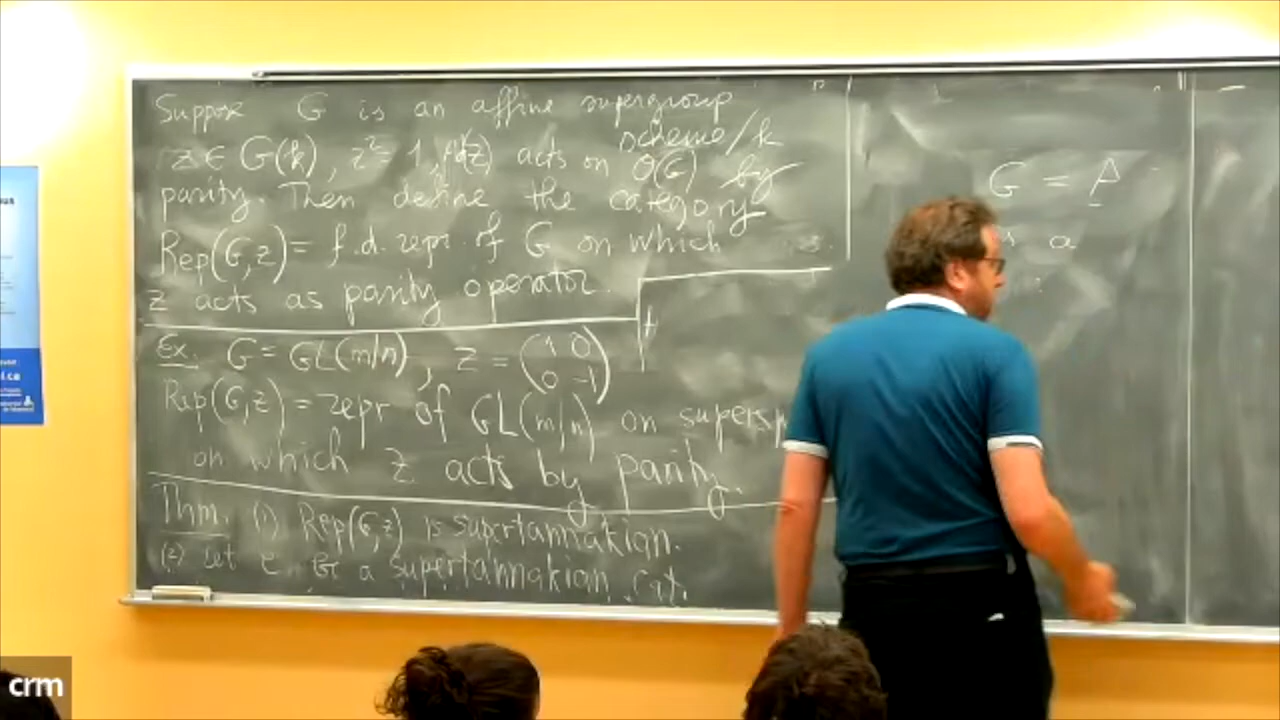 Suppose G is an affine supergroup
scheme/k
z ∈ G(k), z² = 1, Ad(z) acts on O(G) by
parity. Then define the category
Rep(G,z) = f.d. repr. of G on which
z acts as parity operator.
Ex. G = GL(m|n), z = (1 0
0 -1)
Rep(G,z) = repr of GL(m|n) on supersp
on which z acts by parity.
Thm. (1) Rep(G,z) is supertannakian.
(2) Let C be a supertannakian cat.
G =
a
crm